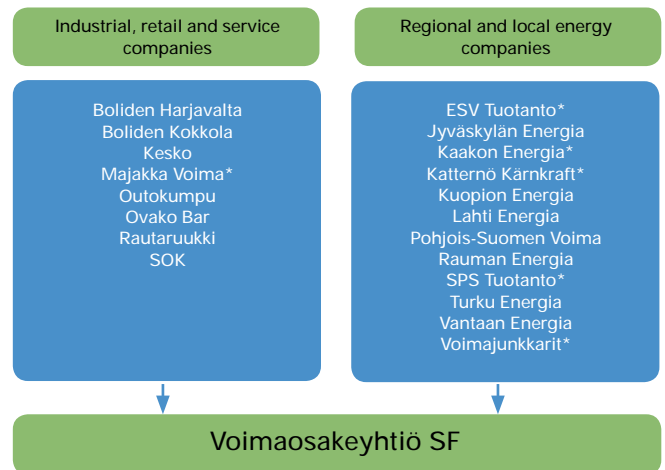 Industrial, retail and service
companies
Boliden Harjavalta
Boliden Kokkola
Kesko
Majakka Voima*
Outokumpu
Ovako Bar
Rautaruukki
SOK
Regional and local energy
companies
ESV Tuotanto*
Jyväskylän Energia
Kaakon Energia*
Katternö Kärnkraft*
Kuopion Energia
Lahti Energia
Pohjois-Suomen Voima
Rauman Energia
SPS Tuotanto*
Turku Energia
Vantaan Energia
Voimajunkkarit*
Voimaosakeyhtiö SF